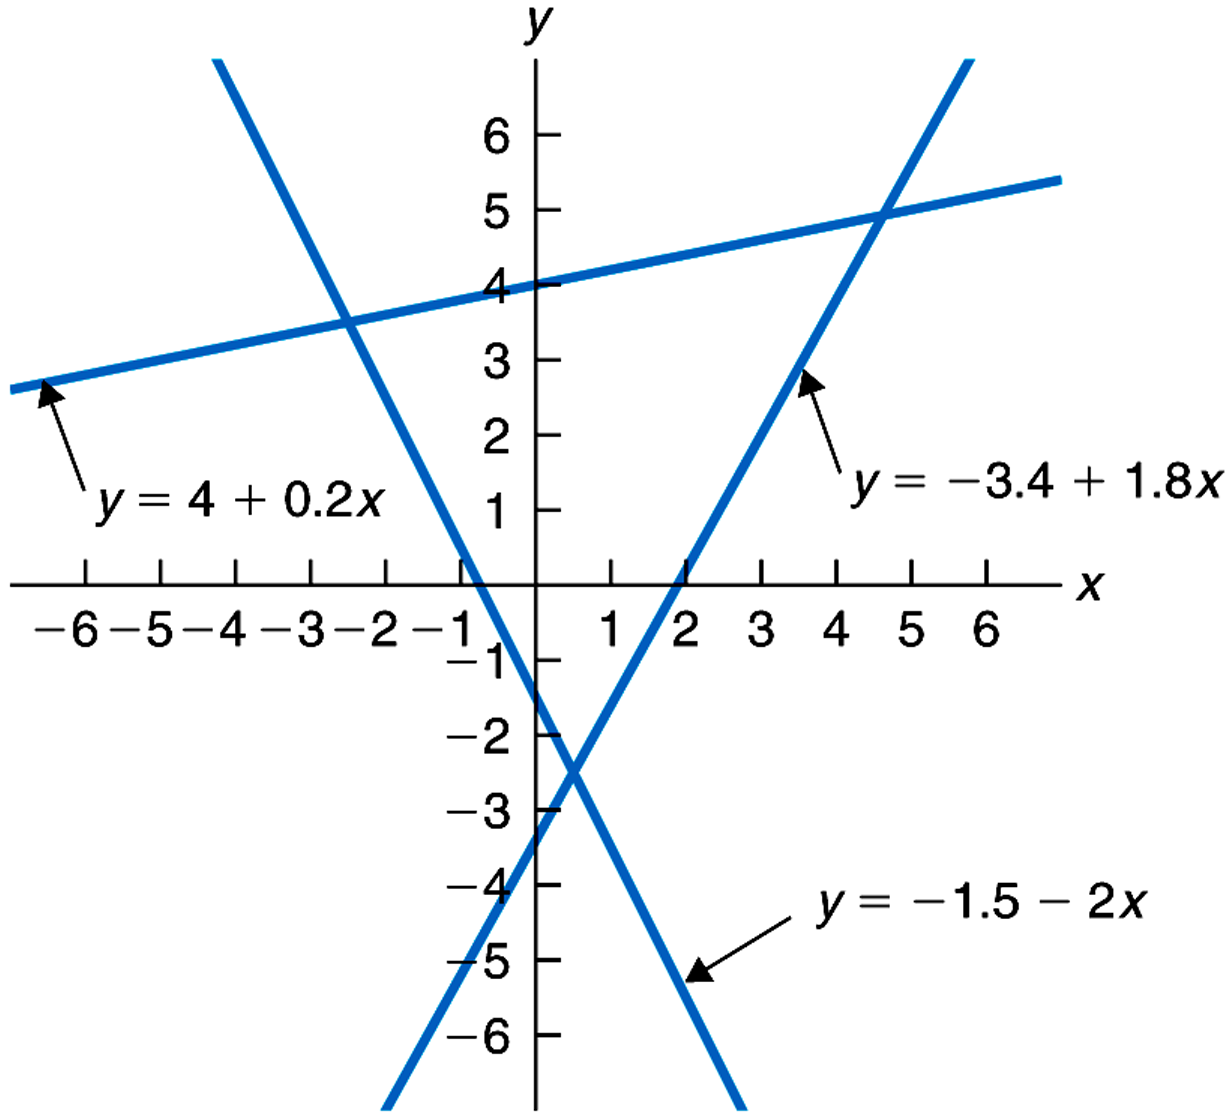 y
6
5
4
3
y = 4 + 0.2x
2
y = −3.4 + 1.8x
1
x
−6 −5 −4 −3 −2 −1 1 2 3 4 5 6
−1
−2
−3
−4
y = −1.5 − 2x
−5
−6